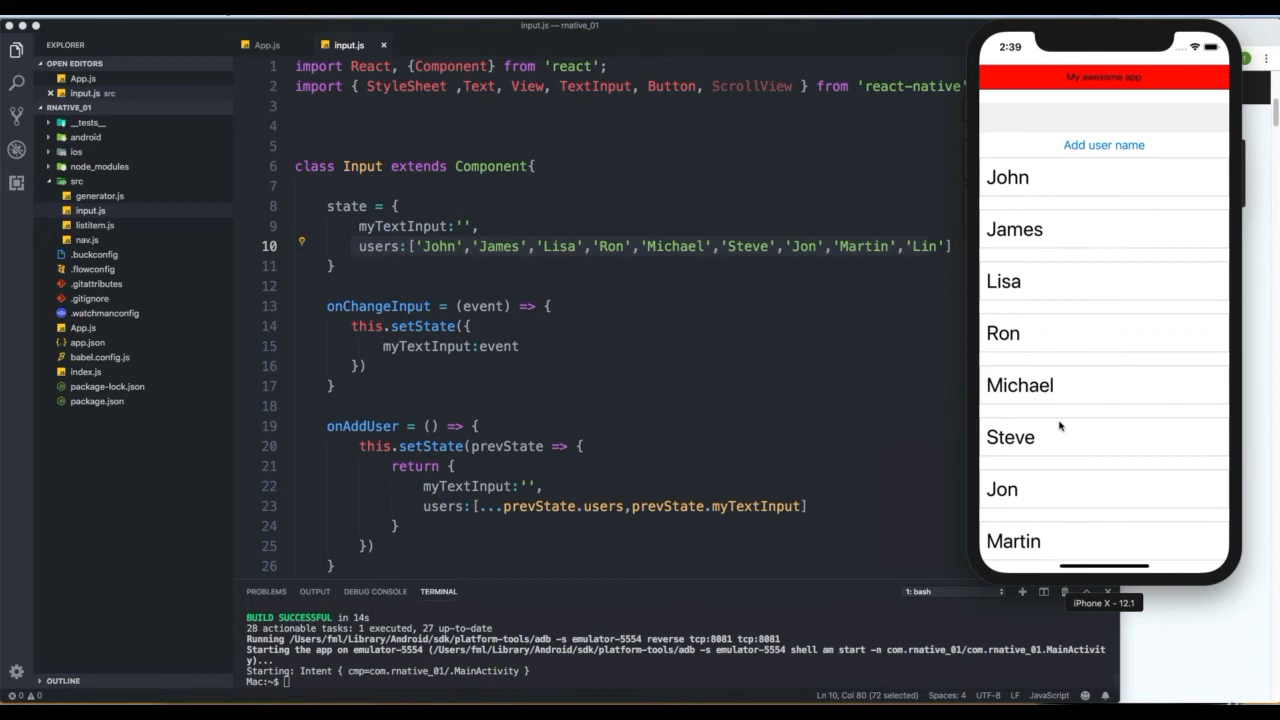 input.js — rnative_01
EXPLORER
OPEN EDITORS
App.js
input.js src
RNATIVE_01
__tests__
android
ios
node_modules
src
generator.js
input.js
listitem.js
nav.js
.buckconfig
.flowconfig
.gitattributes
.gitignore
.watchmanconfig
App.js
app.json
babel.config.js
index.js
package-lock.json
package.json
OUTLINE
App.js
input.js
1 import React, {Component} from 'react';
2 import { StyleSheet ,Text, View, TextInput, Button, ScrollView } from 'react-native'
3
4
5
6 class Input extends Component{
7
8 state = {
9 myTextInput:'',
10 users:['John','James','Lisa','Ron','Michael','Steve','Jon','Martin','Lin']
11 }
12
13 onChangeInput = (event) => {
14 this.setState({
15 myTextInput:event
16 })
17 }
18
19 onAddUser = () => {
20 this.setState(prevState => {
21 return {
22 myTextInput:'',
23 users:[...prevState.users,prevState.myTextInput]
24 }
25 })
26 }
PROBLEMS OUTPUT DEBUG CONSOLE TERMINAL
1: bash
BUILD SUCCESSFUL in 14s
28 actionable tasks: 1 executed, 27 up-to-date
Running /Users/fml/Library/Android/sdk/platform-tools/adb -s emulator-5554 reverse tcp:8081 tcp:8081
Starting the app on emulator-5554 (/Users/fml/Library/Android/sdk/platform-tools/adb -s emulator-5554 shell am start -n com.rnative_01/com.rnative_01.MainActivit
y)...
Starting: Intent { cmp=com.rnative_01/.MainActivity }
Mac:~$
0 0
Ln 10, Col 80 (72 selected) Spaces: 4 UTF-8 LF JavaScript
2:39
My awesome app
Add user name
John
James
Lisa
Ron
Michael
Steve
Jon
Martin
iPhone X - 12.1